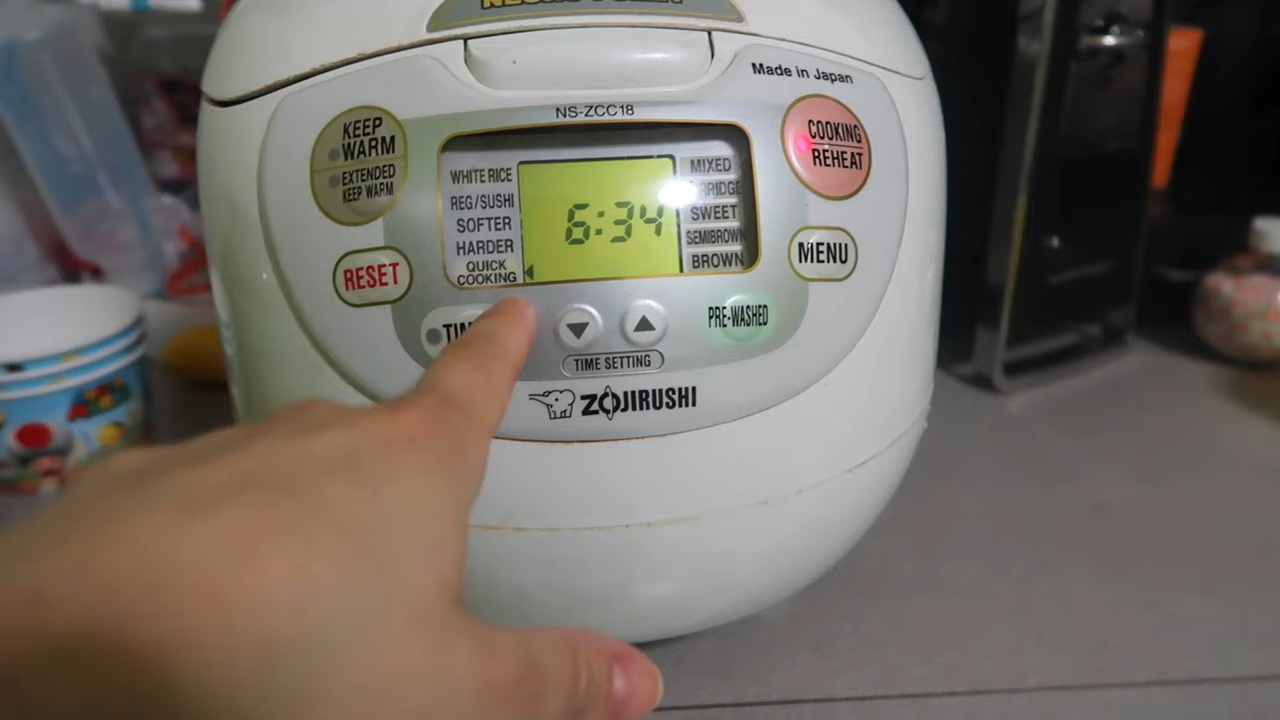 Made in Japan
NS-ZCC18
KEEP
WARM
EXTENDED
KEEP WARM
RESET
WHITE RICE
REG/SUSHI
SOFTER
HARDER
QUICK
COOKING
6:34
MIXED
SWEET
SEMIBROWN
BROWN
COOKING
REHEAT
MENU
PRE-WASHED
TIME SETTING
ZOJIRUSHI